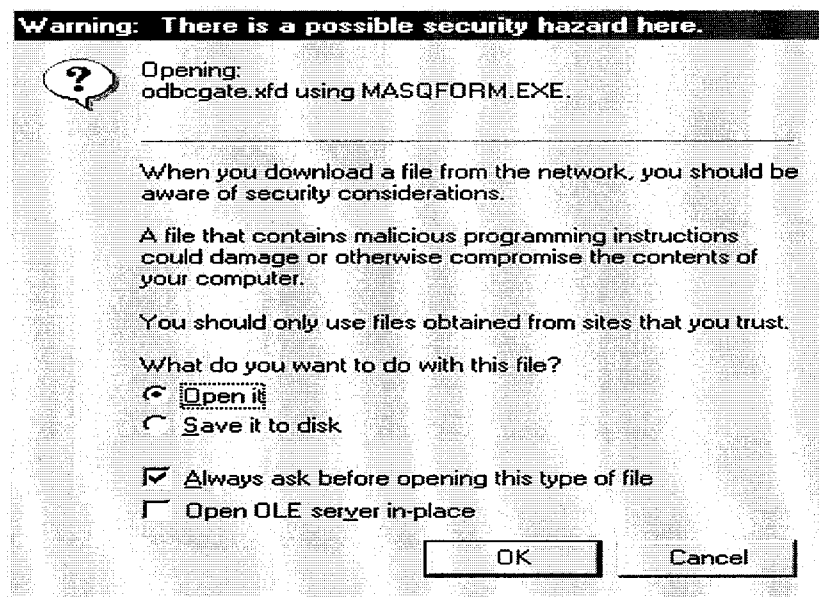 Warning: There is a possible security hazard here.
Opening:
odbcgate.xfd using MASQFORM.EXE.
When you download a file from the network, you should be
aware of security considerations.
A file that contains malicious programming instructions
could damage or otherwise compromise the contents of
your computer.
You should only use files obtained from sites that you trust.
What do you want to do with this file?
Open it
Save it to disk
Always ask before opening this type of file
Open OLE server in-place
OK Cancel